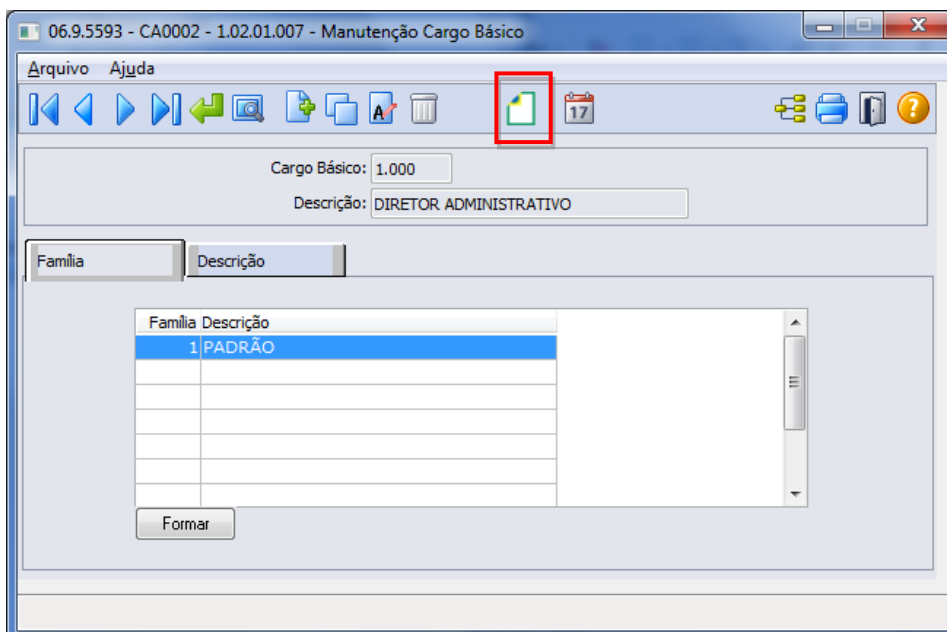 06.9.5593 - CA0002 - 1.02.01.007 - Manutenção Cargo Básico
Arquivo Ajuda
A
17
?
Cargo Básico: 1.000
Descrição: DIRETOR ADMINISTRATIVO
Família Descrição
Família Descrição
1 PADRÃO
Formar